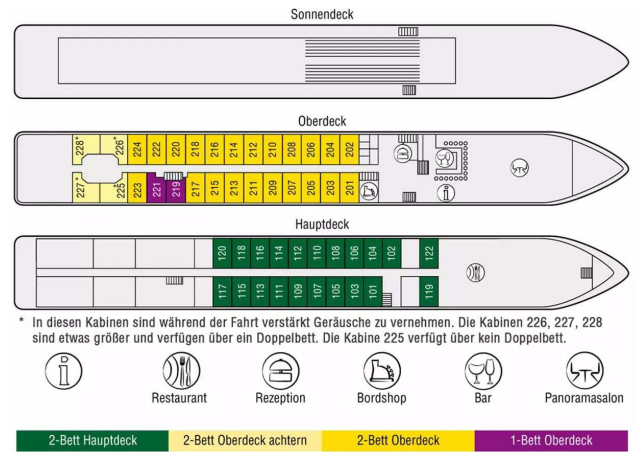 Sonnendeck
Oberdeck
228* 226* 224 222 220 218 216 214 212 210 208 206 204 202
227* 225* 223 221 219 217 215 213 211 209 207 205 203 201
i
Hauptdeck
120 118 116 114 112 110 108 106 104 102 122
117 115 113 111 109 107 105 103 101 119
* In diesen Kabinen sind während der Fahrt verstärkt Geräusche zu vernehmen. Die Kabinen 226, 227, 228
sind etwas größer und verfügen über ein Doppelbett. Die Kabine 225 verfügt über kein Doppelbett.
i
Restaurant Rezeption Bordshop Bar Panoramasalon
2-Bett Hauptdeck 2-Bett Oberdeck achtern 2-Bett Oberdeck 1-Bett Oberdeck